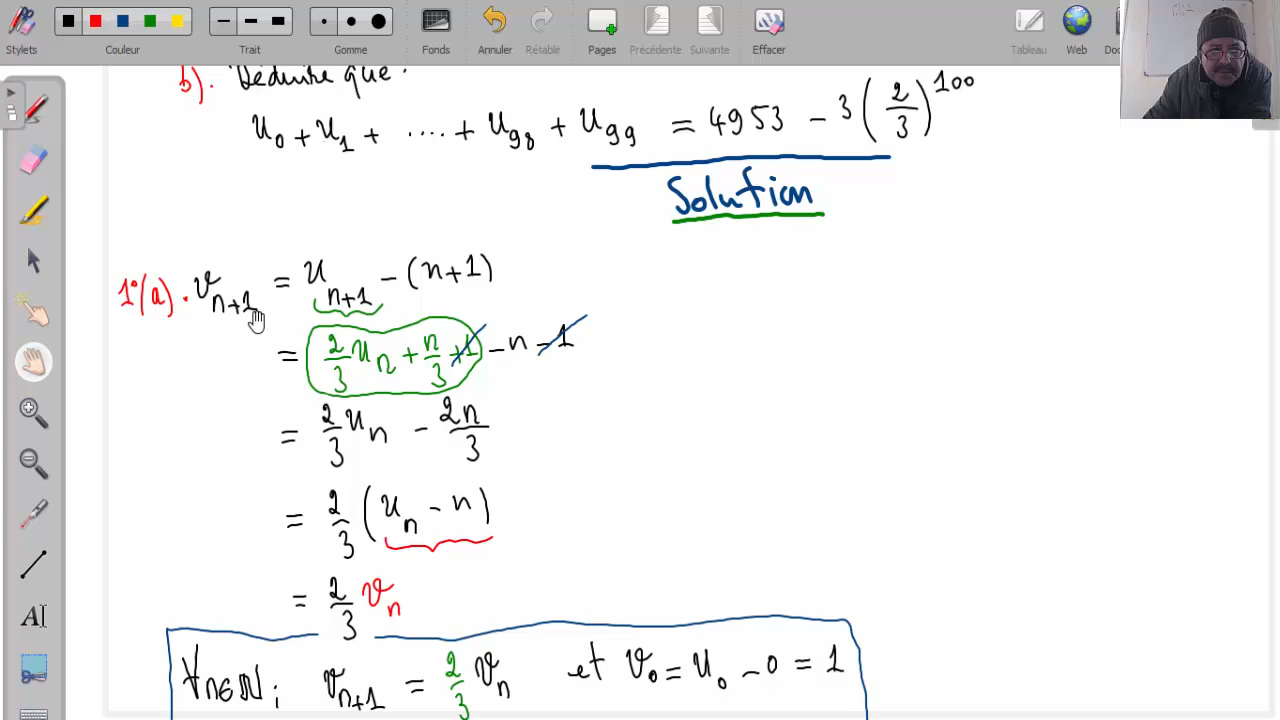 Stylets Couleur Trait Gomme Fonds Annuler Rétable Pages Précédente Suivante Effacer Tableau Web
b). Déduire que:
u₀ + u₁ + .... + u₉₈ + u₉₉ = 4953 - 3(2/3)¹⁰⁰
Solution
1°(a). v_{n+1} = u_{n+1} - (n+1)
= 2/3 u_n + n/3 + 1 - n - 1
= 2/3 u_n - 2n/3
= 2/3 (u_n - n)
= 2/3 v_n
∀n∈ℕ; v_{n+1} = 2/3 v_n et v₀ = u₀ - 0 = 1